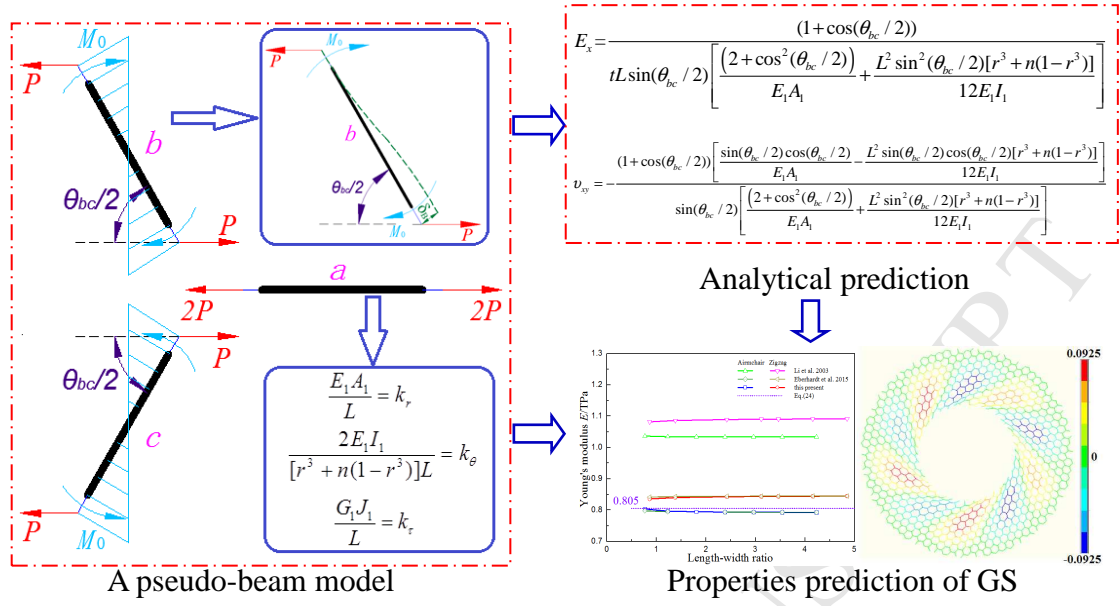 M0
P
b
θbc/2
P
M0
P
b
θbc/2
δB
M0
P
a
2P
2P
P
θbc/2
c
P
M0
E1A1/L = kr
2E1I1/[r³ + n(1−r³)]L = kθ
G1J1/L = kτ
A pseudo-beam model
Ex = (1+cos(θbc/2)) / tL sin(θbc/2)[(2+cos²(θbc/2))/E1A1 + L² sin²(θbc/2)[r³ + n(1−r³)]/12E1I1]
υxy = −(1+cos(θbc/2))[sin(θbc/2)cos(θbc/2)/E1A1 − L² sin(θbc/2)cos(θbc/2)[r³ + n(1−r³)]/12E1I1] / sin(θbc/2)[(2+cos²(θbc/2))/E1A1 + L² sin²(θbc/2)[r³ + n(1−r³)]/12E1I1]
Analytical prediction
Young's modulus E/TPa
1.3
1.2
1.1
1.0
0.9
0.8
0.7
0.805
Airmchair Zigzag
Li et al. 2003
Eberhardt et al. 2015
this present
Eq.(24)
0 1 2 3 4 5
Length-width ratio
0.0925
0
-0.0925
Properties prediction of GS